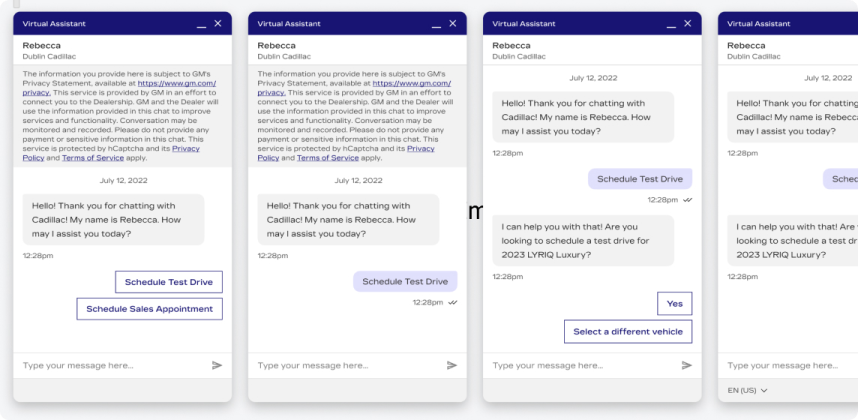 Virtual Assistant
Rebecca
Dublin Cadillac
The information you provide here is subject to GM's
Privacy Statement, available at https://www.gm.com/
privacy. This service is provided by GM in an effort to
connect you to the Dealership. GM and the Dealer will
use the information provided in this chat to improve
services and functionality. Conversation may be
monitored and recorded. Please do not provide any
payment or sensitive information in this chat. This
service is protected by hCaptcha and its Privacy
Policy and Terms of Service apply.
July 12, 2022
Hello! Thank you for chatting with
Cadillac! My name is Rebecca. How
may I assist you today?
12:28pm
Schedule Test Drive
Schedule Sales Appointment
Type your message here...
Virtual Assistant
Rebecca
Dublin Cadillac
The information you provide here is subject to GM's
Privacy Statement, available at https://www.gm.com/
privacy. This service is provided by GM in an effort to
connect you to the Dealership. GM and the Dealer will
use the information provided in this chat to improve
services and functionality. Conversation may be
monitored and recorded. Please do not provide any
payment or sensitive information in this chat. This
service is protected by hCaptcha and its Privacy
Policy and Terms of Service apply.
July 12, 2022
Hello! Thank you for chatting with
Cadillac! My name is Rebecca. How
may I assist you today?
12:28pm
Schedule Test Drive
12:28pm
Type your message here...
Virtual Assistant
Rebecca
Dublin Cadillac
July 12, 2022
Hello! Thank you for chatting with
Cadillac! My name is Rebecca. How
may I assist you today?
12:28pm
Schedule Test Drive
12:28pm
I can help you with that! Are you
looking to schedule a test drive for
2023 LYRIQ Luxury?
12:28pm
Yes
Select a different vehicle
Type your message here...
Virtual Assistant
Rebecca
Dublin Cadillac
July 12, 2022
Hello! Thank you for chatting
Cadillac! My name is Rebecca
may I assist you today?
12:28pm
I can help you with that! Are
looking to schedule a test
2023 LYRIQ Luxury?
12:28pm
Type your message here...
EN (US)